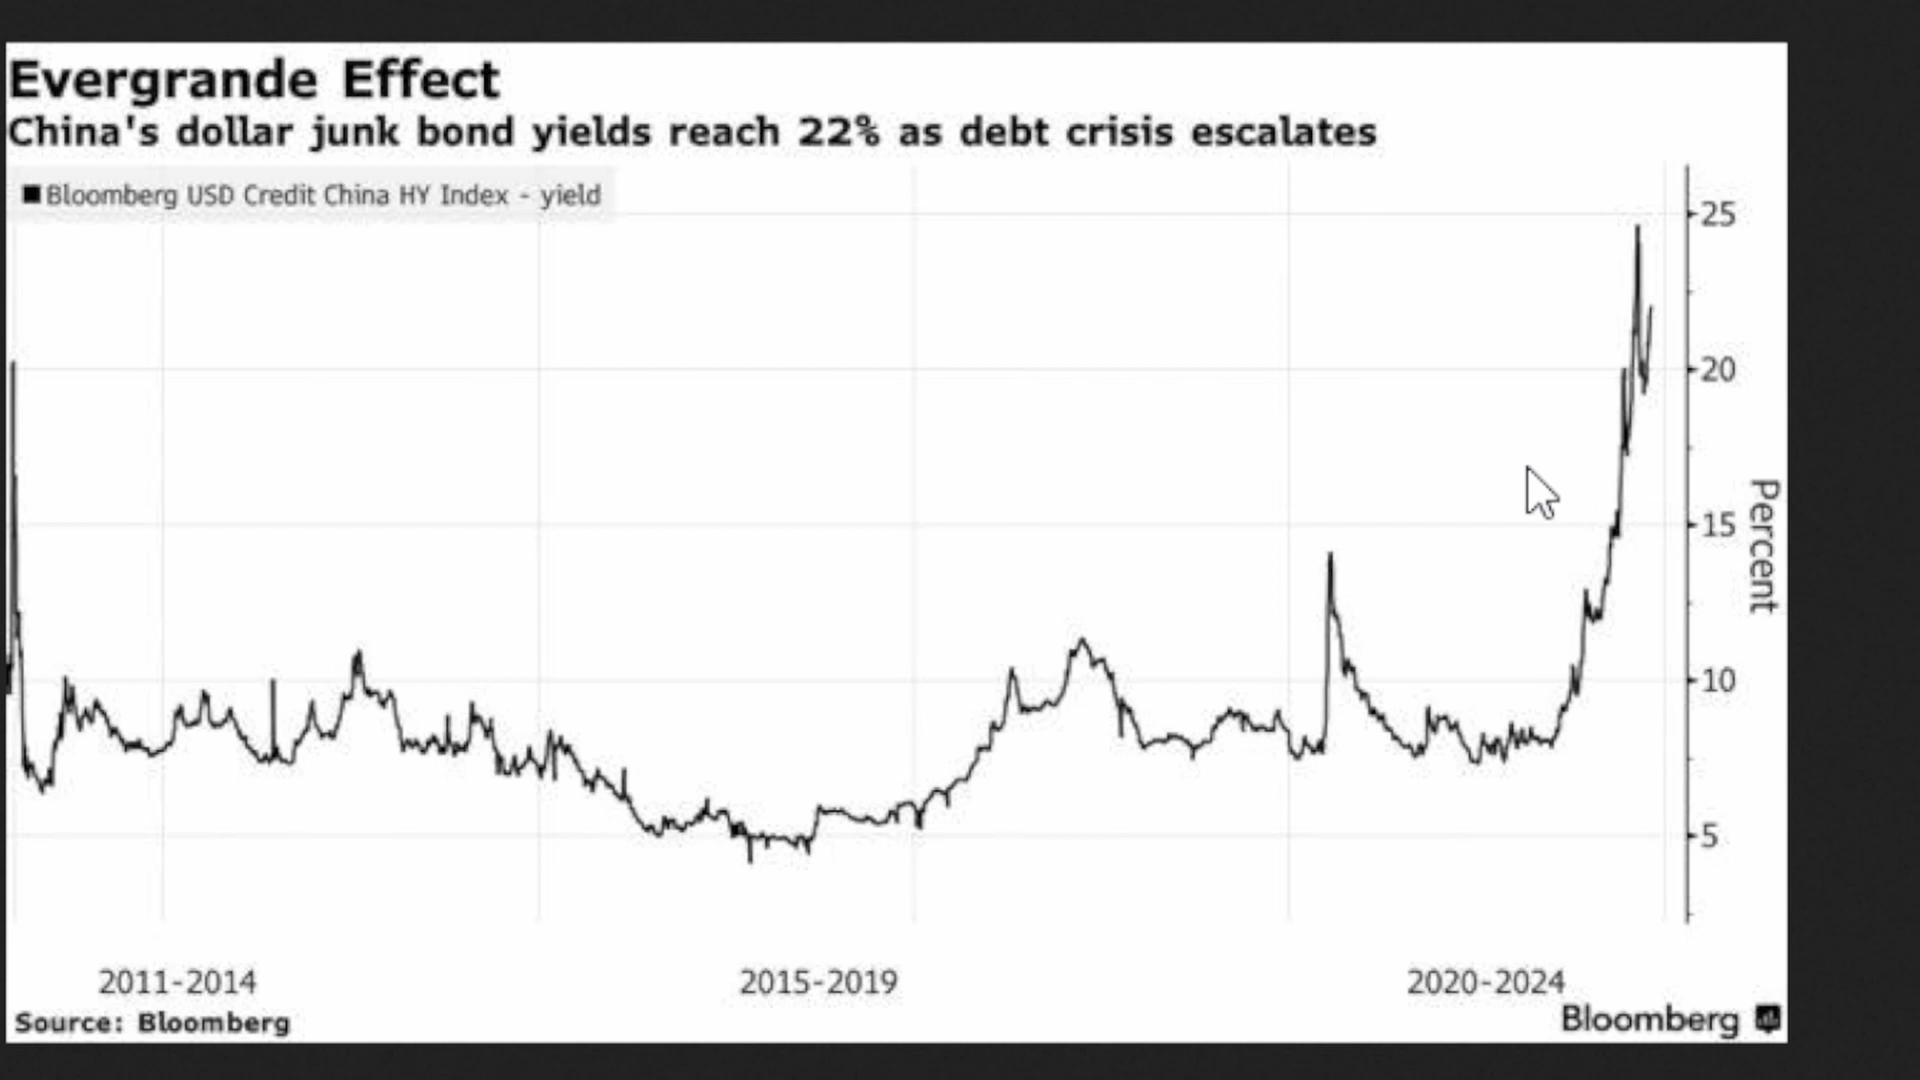 Evergrande Effect
China's dollar junk bond yields reach 22% as debt crisis escalates
Bloomberg USD Credit China HY Index - yield
25
20
15
10
5
Percent
2011-2014 2015-2019 2020-2024
Source: Bloomberg
Bloomberg